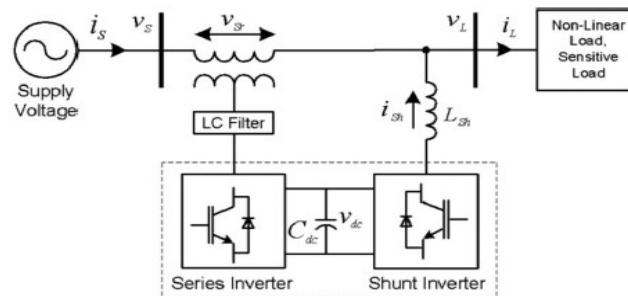 i_S
v_S
v_Sr
v_L
i_L
Non-Linear
Load,
Sensitive
Load
Supply
Voltage
LC Filter
i_Sh
L_Sh
C_dc
v_dc
Series Inverter
Shunt Inverter